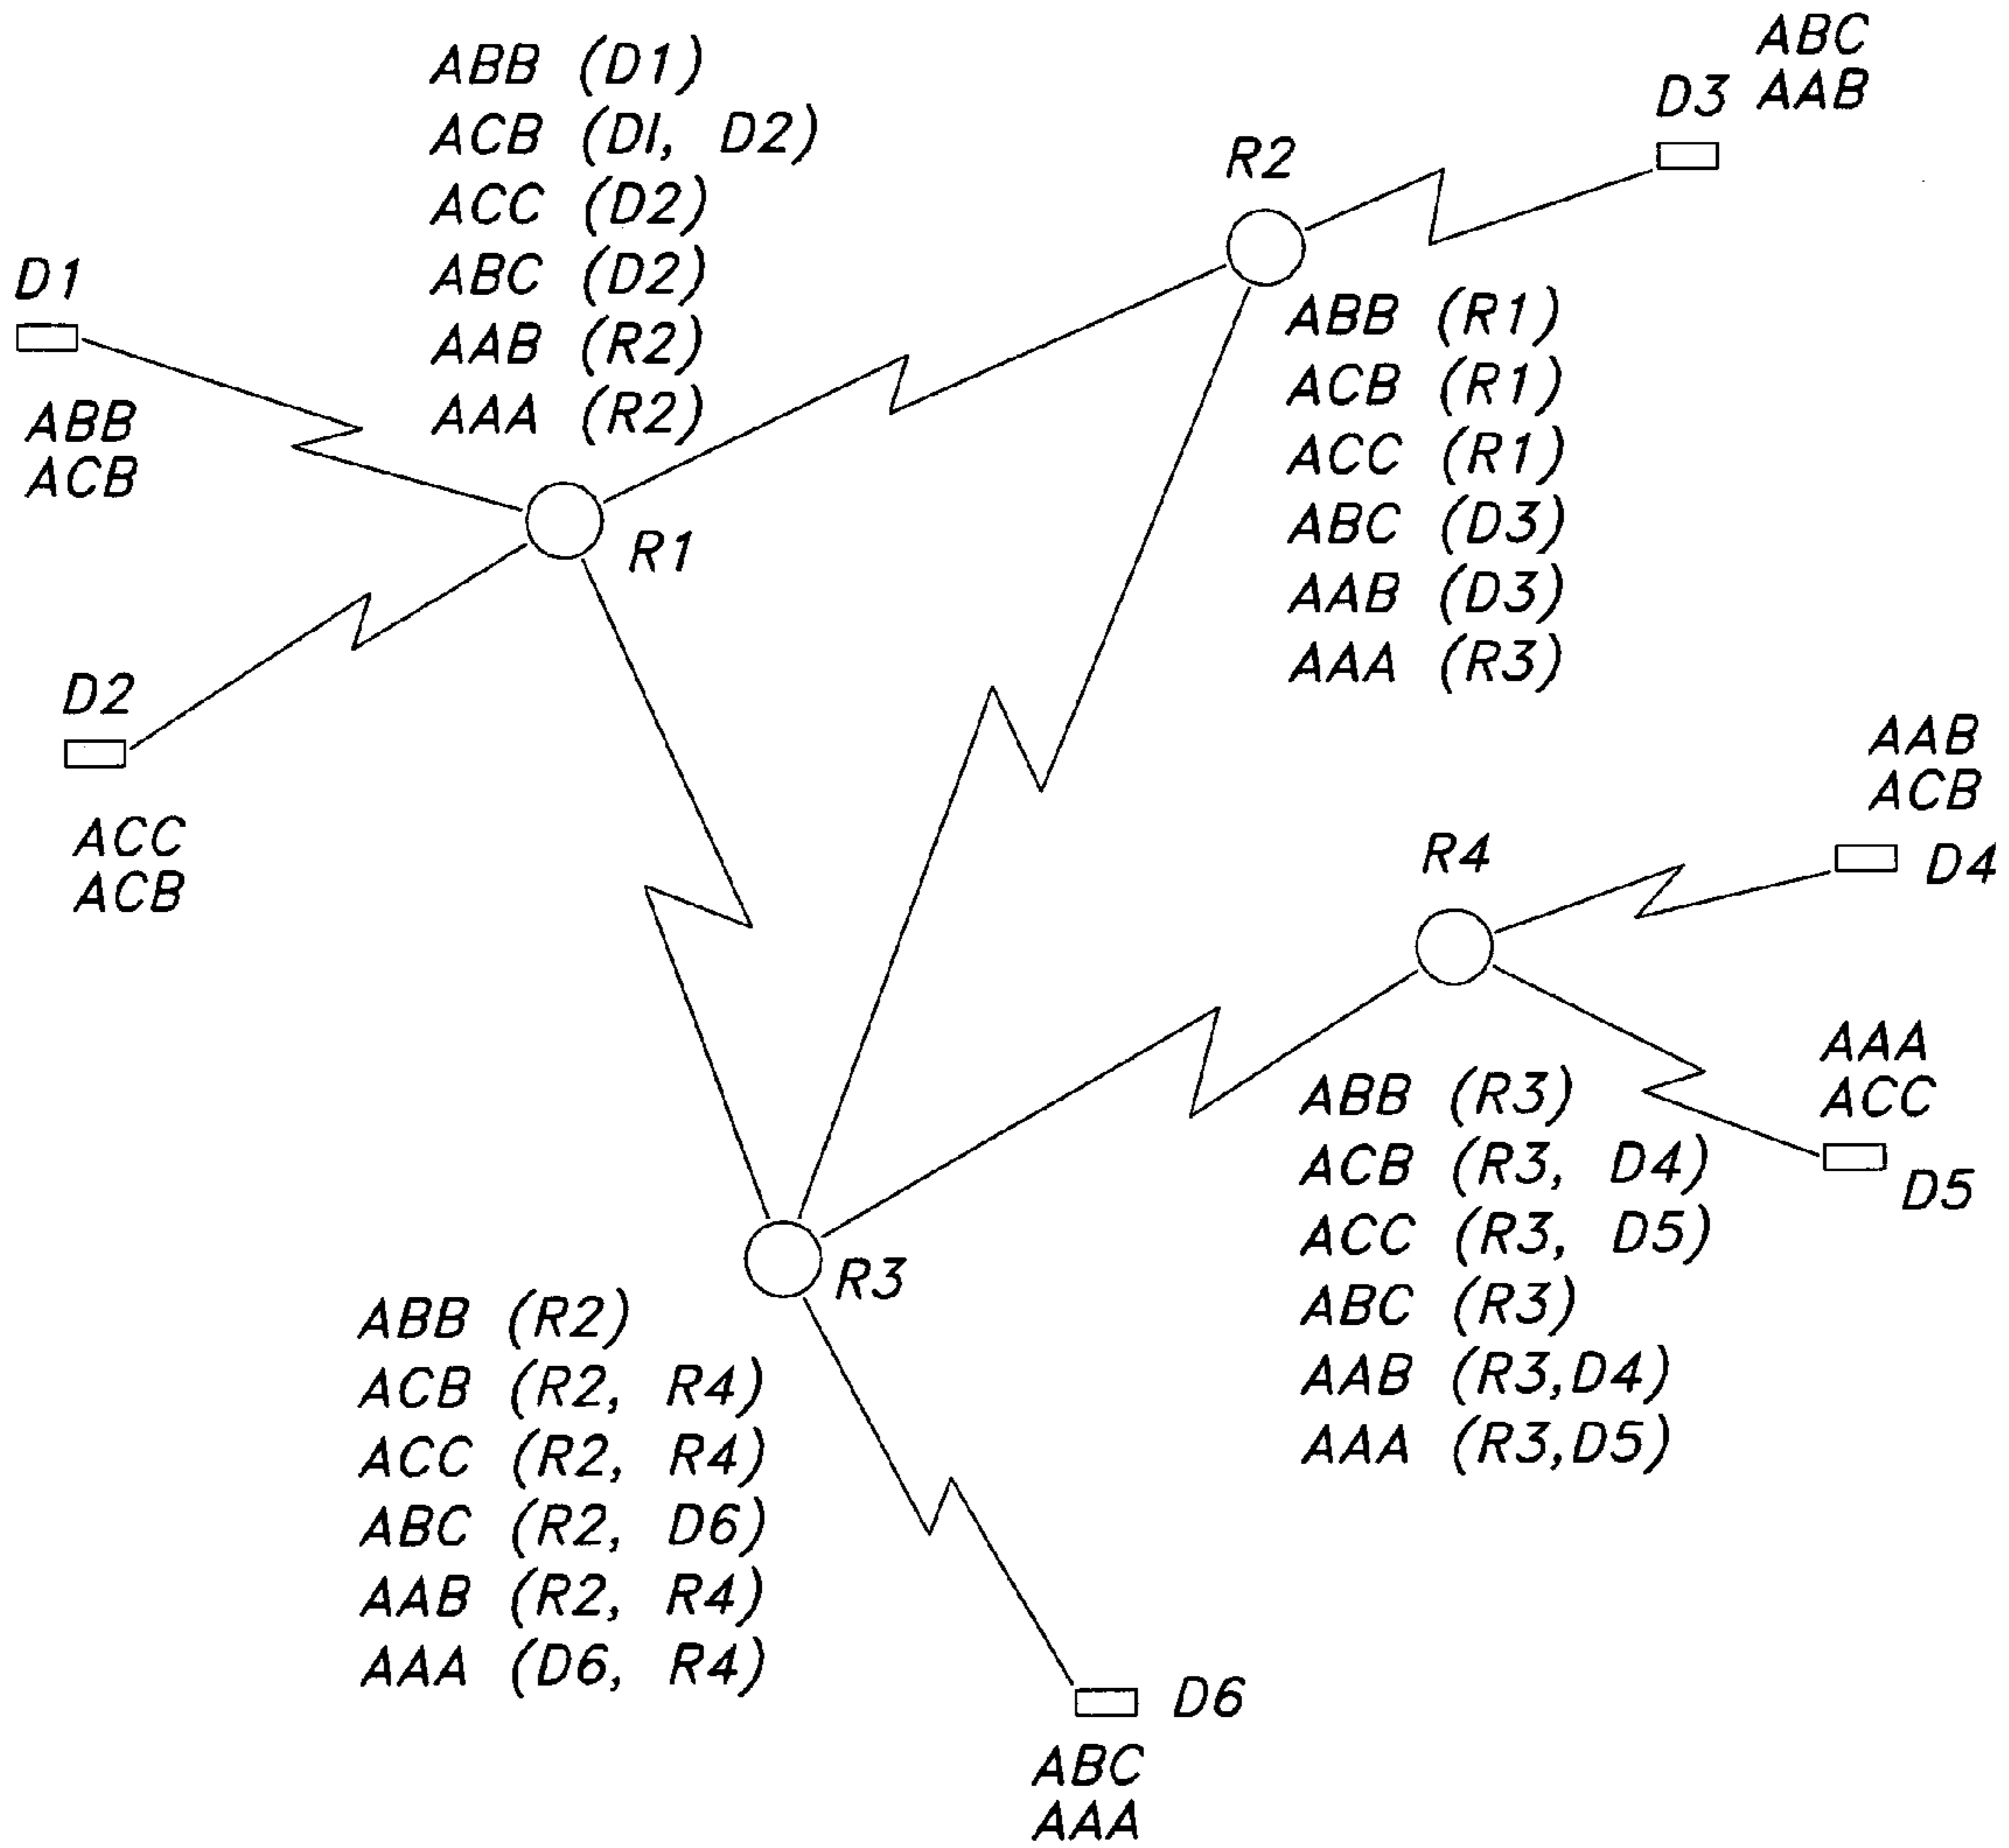 ABB (D1)
ACB (DI, D2)
ACC (D2)
ABC (D2)
AAB (R2)
AAA (R2)
ABC
D3 AAB
R2
D1
ABB
ACB
R1
ABB (R1)
ACB (R1)
ACC (R1)
ABC (D3)
AAB (D3)
AAA (R3)
D2
ACC
ACB
AAB
ACB
R4
D4
AAA
ACC
D5
ABB (R3)
ACB (R3, D4)
ACC (R3, D5)
ABC (R3)
AAB (R3,D4)
AAA (R3,D5)
R3
ABB (R2)
ACB (R2, R4)
ACC (R2, R4)
ABC (R2, D6)
AAB (R2, R4)
AAA (D6, R4)
D6
ABC
AAA